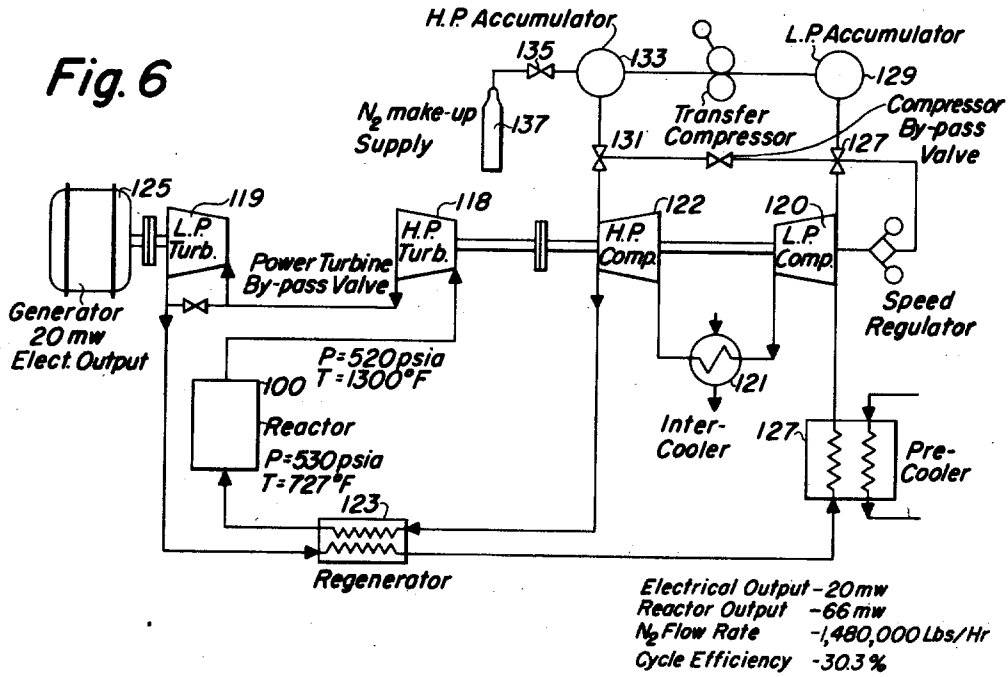 Fig. 6
H.P. Accumulator
L.P. Accumulator
135
133
129
N2 make-up
Supply
137
Transfer
Compressor
Compressor
By-pass
Valve
131
127
125
119
L.P.
Turb.
118
H.P.
Turb.
122
H.P.
Comp.
120
L.P.
Comp.
Power Turbine
By-pass Valve
Generator
20 mw
Elect. Output
Speed
Regulator
P=520 psia
T=1300°F
100
Reactor
121
Inter-
Cooler
127
Pre-
Cooler
P=530 psia
T=727°F
123
Regenerator
Electrical Output -20mw
Reactor Output -66 mw
N2 Flow Rate -1,480,000 Lbs/Hr
Cycle Efficiency -30.3%